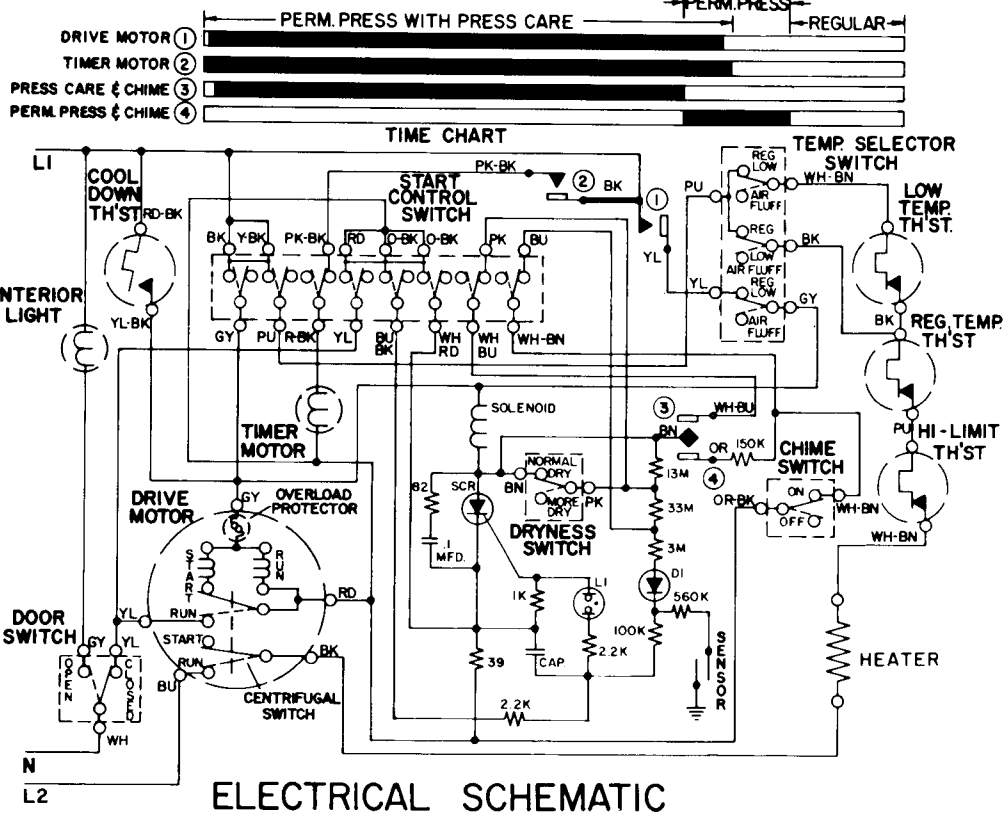 PERM. PRESS
PERM. PRESS WITH PRESS CARE
REGULAR
DRIVE MOTOR 1
TIMER MOTOR 2
PRESS CARE & CHIME 3
PERM. PRESS & CHIME 4
TIME CHART
TEMP. SELECTOR
SWITCH
L1
COOL
DOWN
TH'ST
RD-BK
PK-BK
START
CONTROL
SWITCH
2
BK
1
YL
PU
REG
LOW
AIR
FLUFF
WH-BN
LOW
TEMP.
TH'ST.
REG
LOW
AIR FLUFF
BK
YL
REG
LOW
AIR
FLUFF
GY
BK
Y-BK
PK-BK
RD
O-BK
O-BK
PK
BU
NTERIOR
LIGHT
YL-BK
GY
PU
R-BK
YL
BU
BK
WH
RD
WH
BU
WH-BN
BK
REG. TEMP.
TH'ST
PU
HI-LIMIT
TH'ST
WH-BN
TIMER
MOTOR
SOLENOID
3
WH-BU
BN
OR
4
150K
CHIME
SWITCH
OR-BK
ON
OFF
WH-BN
82
SCR
.1
MFD.
BN
NORMAL
DRY
MORE
DRY
PK
DRYNESS
SWITCH
13M
33M
3M
D1
560K
100K
1K
L1
2.2K
CAP.
39
2.2K
SENSOR
HEATER
DRIVE
MOTOR
GY
OVERLOAD
PROTECTOR
START
RUN
RD
YL
RUN
START
RUN
BK
BU
CENTRIFUGAL
SWITCH
DOOR
SWITCH
GY
YL
OPEN
CLOSED
WH
N
L2
ELECTRICAL SCHEMATIC